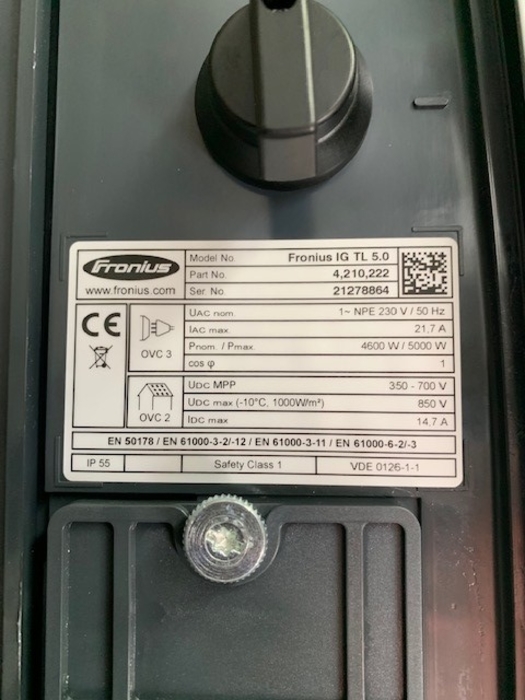 Fronius
www.fronius.com
Model No. Fronius IG TL 5.0
Part No. 4,210,222
Ser. No. 21278864
CE
OVC 3
UAC nom. 1~ NPE 230 V / 50 Hz
IAC max. 21,7 A
Pnom. / Pmax. 4600 W / 5000 W
cos φ 1
OVC 2
UDC MPP 350 - 700 V
UDC max (-10°C, 1000W/m²) 850 V
IDC max 14,7 A
EN 50178 / EN 61000-3-2/-12 / EN 61000-3-11 / EN 61000-6-2/-3
IP 55 Safety Class 1 VDE 0126-1-1